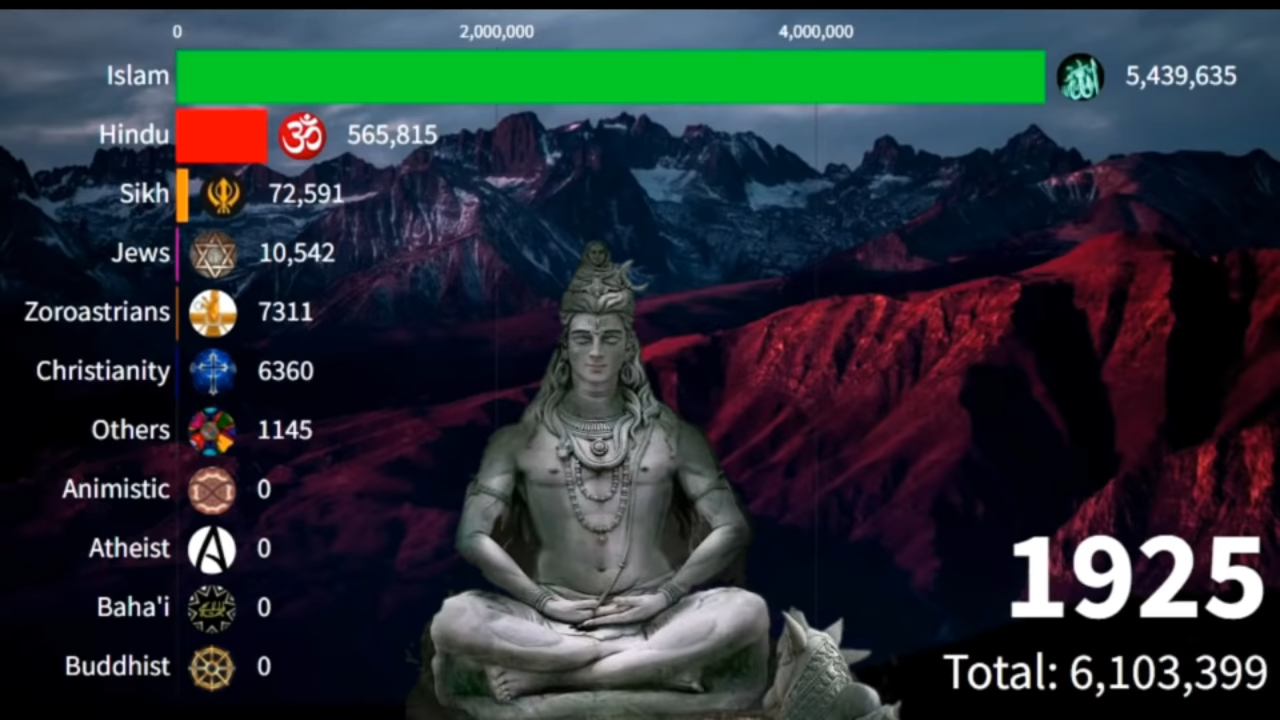 0 2,000,000 4,000,000
Islam 5,439,635
Hindu ॐ 565,815
Sikh 72,591
Jews 10,542
Zoroastrians 7311
Christianity 6360
Others 1145
Animistic 0
Atheist 0
Baha'i 0
Buddhist 0
1925
Total: 6,103,399